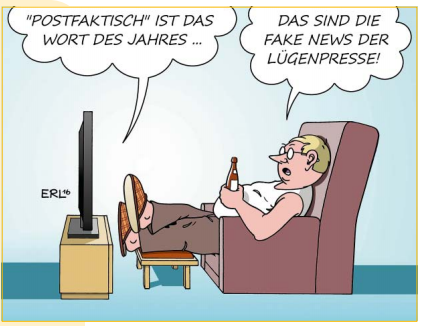 "POSTFAKTISCH" IST DAS
WORT DES JAHRES ...
DAS SIND DIE
FAKE NEWS DER
LÜGENPRESSE!
ERL16